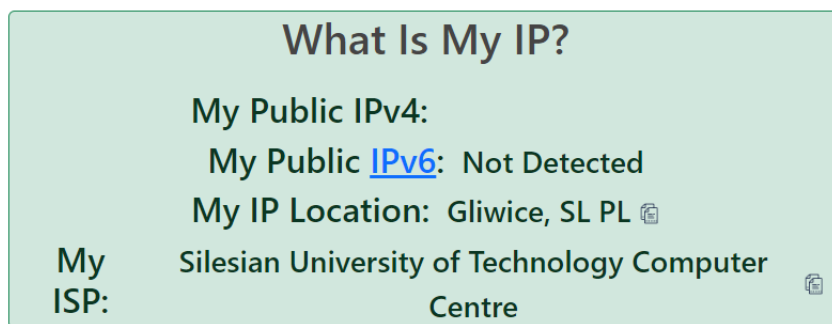 What Is My IP?
My Public IPv4:
My Public IPv6: Not Detected
My IP Location: Gliwice, SL PL
My ISP: Silesian University of Technology Computer Centre